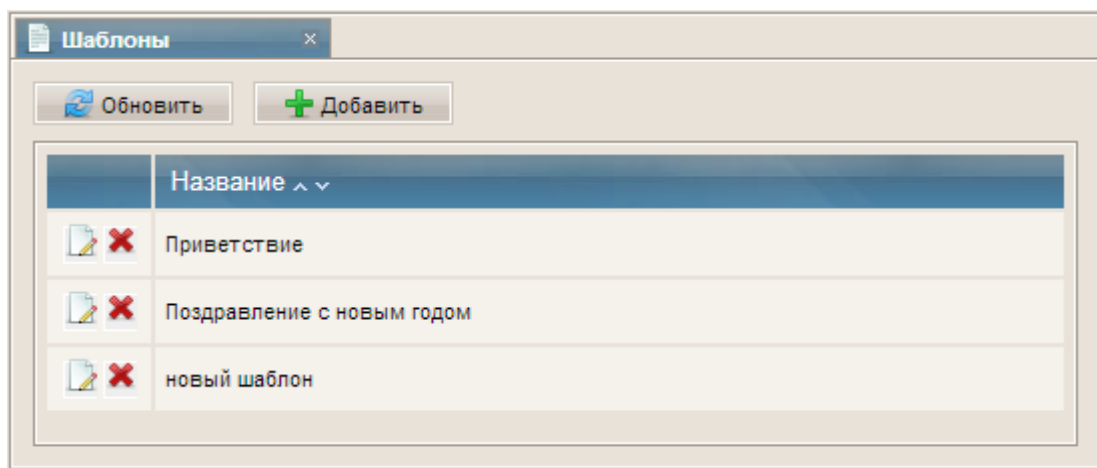 Шаблоны
Обновить Добавить
Название
Приветствие
Поздравление с новым годом
новый шаблон